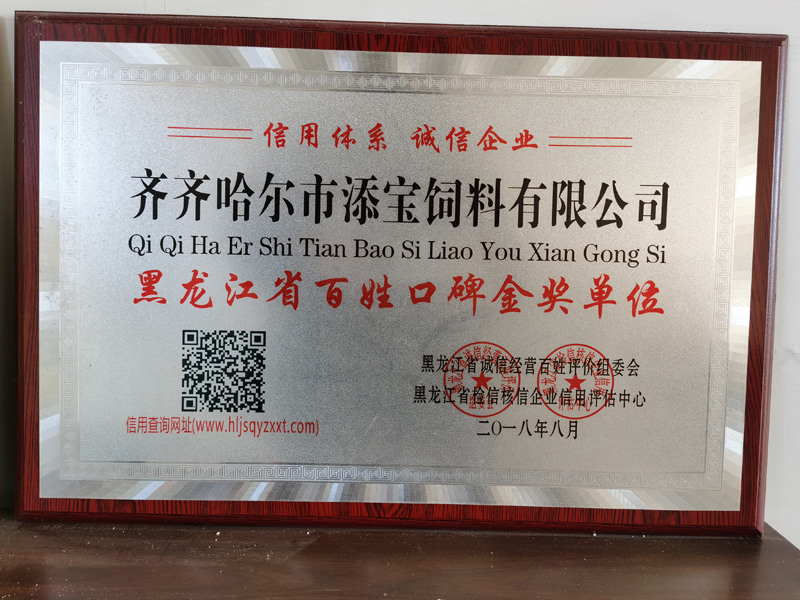 信用体系 诚信企业
齐齐哈尔市添宝饲料有限公司
Qi Qi Ha Er Shi Tian Bao Si Liao You Xian Gong Si
黑龙江省百姓口碑金奖单位
黑龙江省诚信经营百姓评价组委会
黑龙江省检信核信企业信用评估中心
二〇一八年八月
信用查询网址(www.hljsqyzxxt.com)